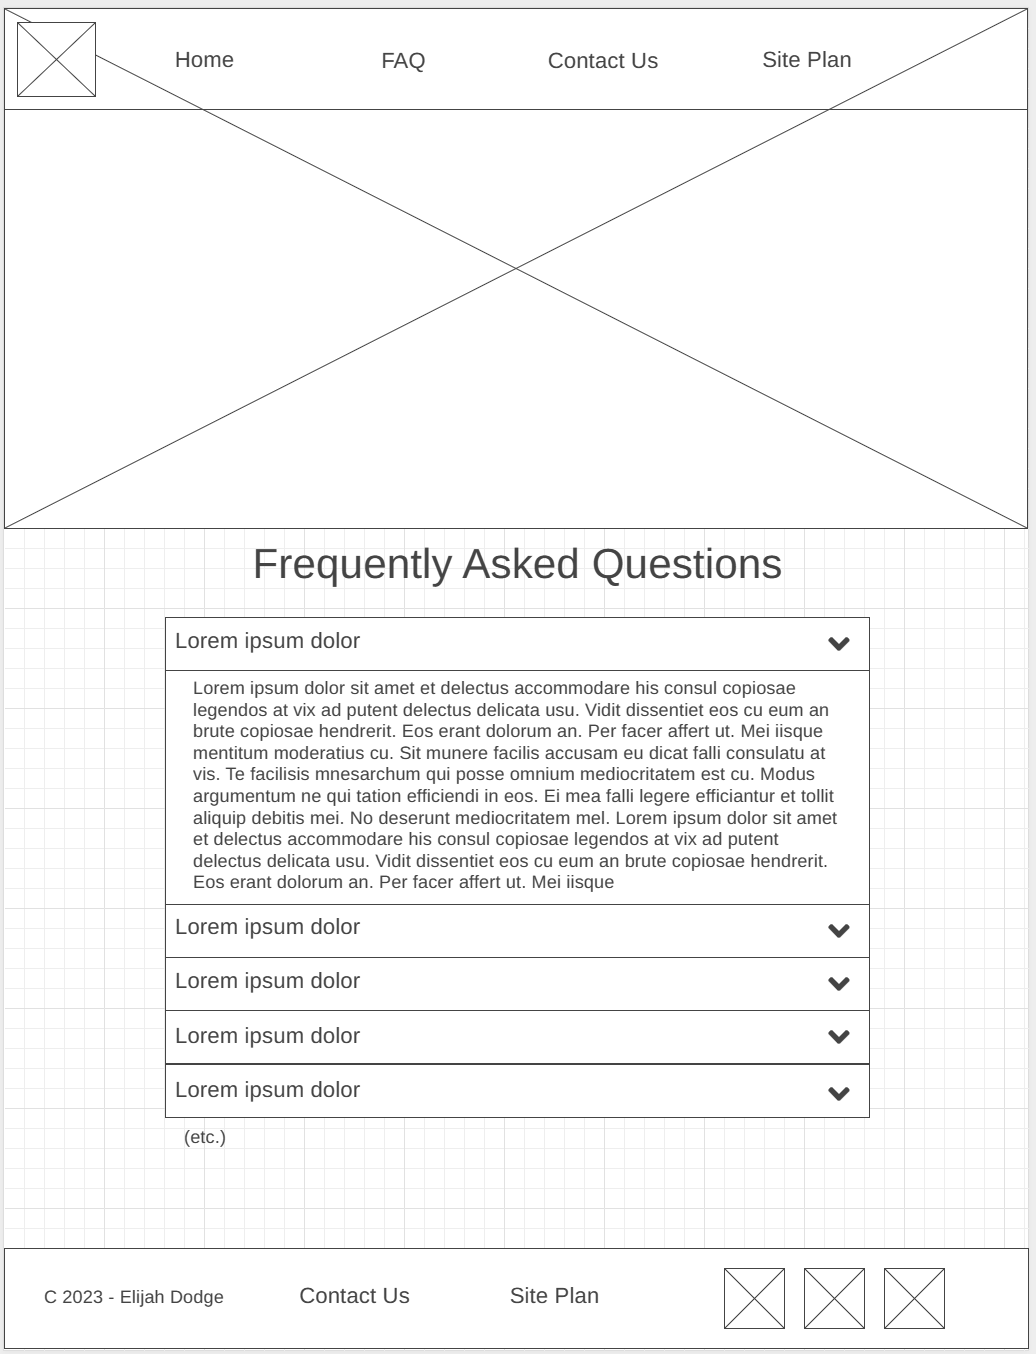 Home
FAQ
Contact Us
Site Plan
Frequently Asked Questions
Lorem ipsum dolor
Lorem ipsum dolor sit amet et delectus accommodare his consul copiosae
legendos at vix ad putent delectus delicata usu. Vidit dissentiet eos cu eum an
brute copiosae hendrerit. Eos erant dolorum an. Per facer affert ut. Mei iisque
mentitum moderatius cu. Sit munere facilis accusam eu dicat falli consulatu at
vis. Te facilisis mnesarchum qui posse omnium mediocritatem est cu. Modus
argumentum ne qui tation efficiendi in eos. Ei mea falli legere efficiantur et tollit
aliquip debitis mei. No deserunt mediocritatem mel. Lorem ipsum dolor sit amet
et delectus accommodare his consul copiosae legendos at vix ad putent
delectus delicata usu. Vidit dissentiet eos cu eum an brute copiosae hendrerit.
Eos erant dolorum an. Per facer affert ut. Mei iisque
Lorem ipsum dolor
Lorem ipsum dolor
Lorem ipsum dolor
Lorem ipsum dolor
(etc.)
C 2023 - Elijah Dodge
Contact Us
Site Plan